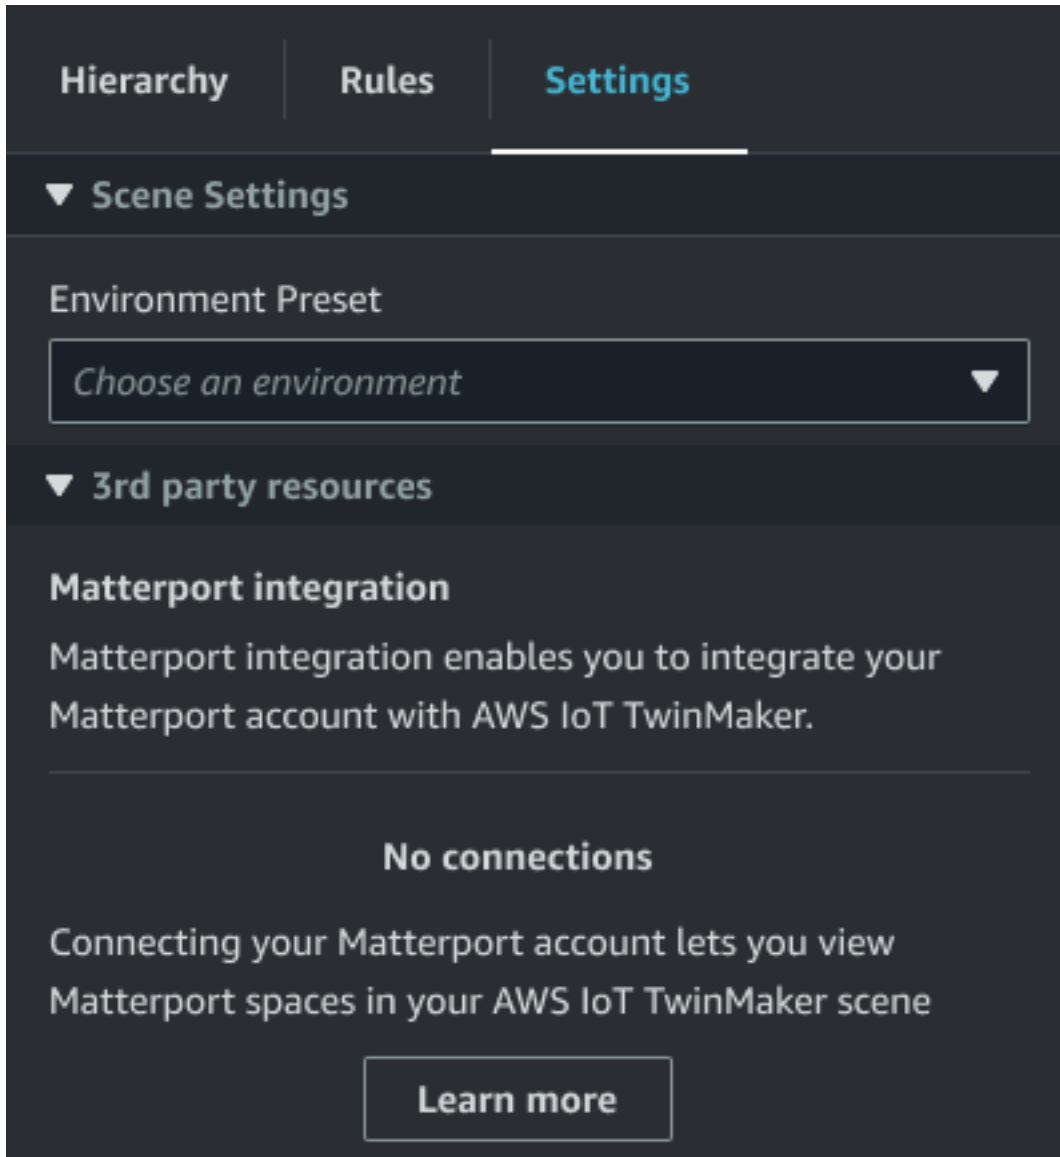 Hierarchy Rules Settings
Scene Settings
Environment Preset
Choose an environment
3rd party resources
Matterport integration
Matterport integration enables you to integrate your
Matterport account with AWS IoT TwinMaker.
No connections
Connecting your Matterport account lets you view
Matterport spaces in your AWS IoT TwinMaker scene
Learn more